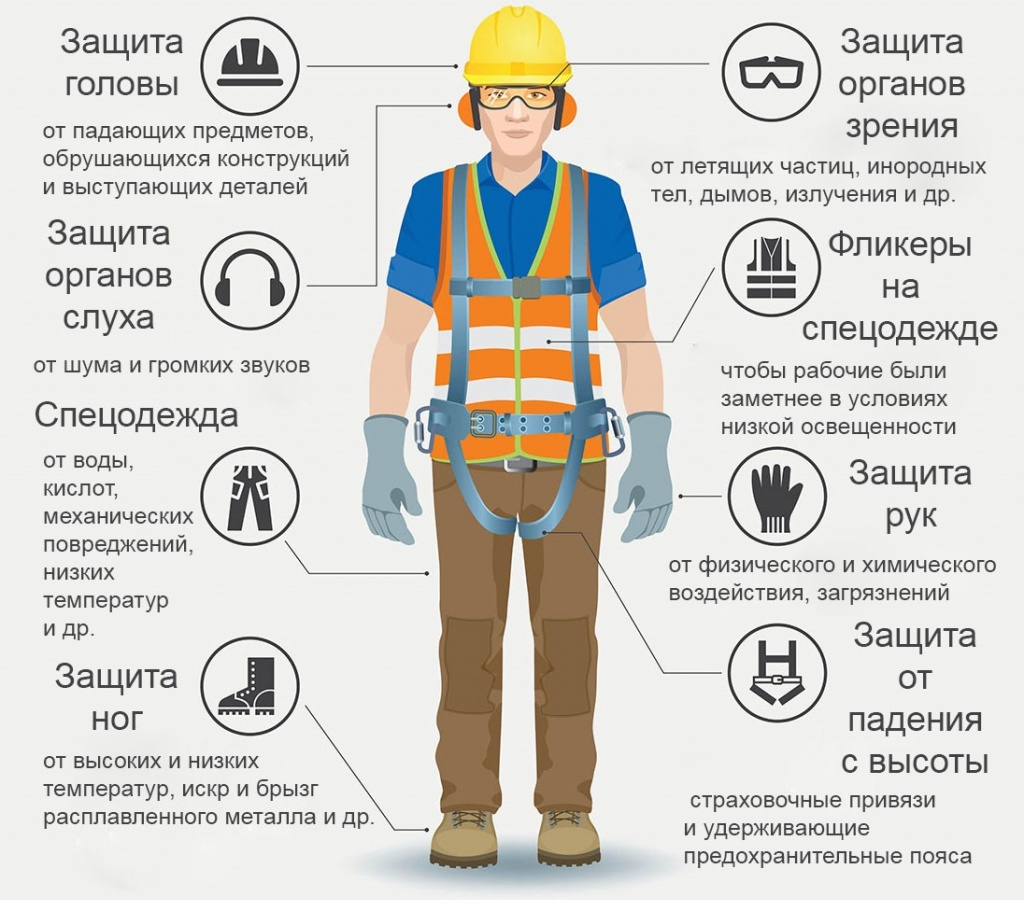 Защита
головы
от падающих предметов,
обрушающихся конструкций
и выступающих деталей
Защита
органов
слуха
от шума и громких звуков
Спецодежда
от воды,
кислот,
механических
повреджений,
низких
температур
и др.
Защита
ног
от высоких и низких
температур, искр и брызг
расплавленного металла и др.
Защита
органов
зрения
от летящих частиц, инородных
тел, дымов, излучения и др.
Фликеры
на
спецодежде
чтобы рабочие были
заметнее в условиях
низкой освещенности
Защита
рук
от физического и химического
воздействия, загрязнений
Защита
от
падения
с высоты
страховочные привязи
и удерживающие
предохранительные пояса